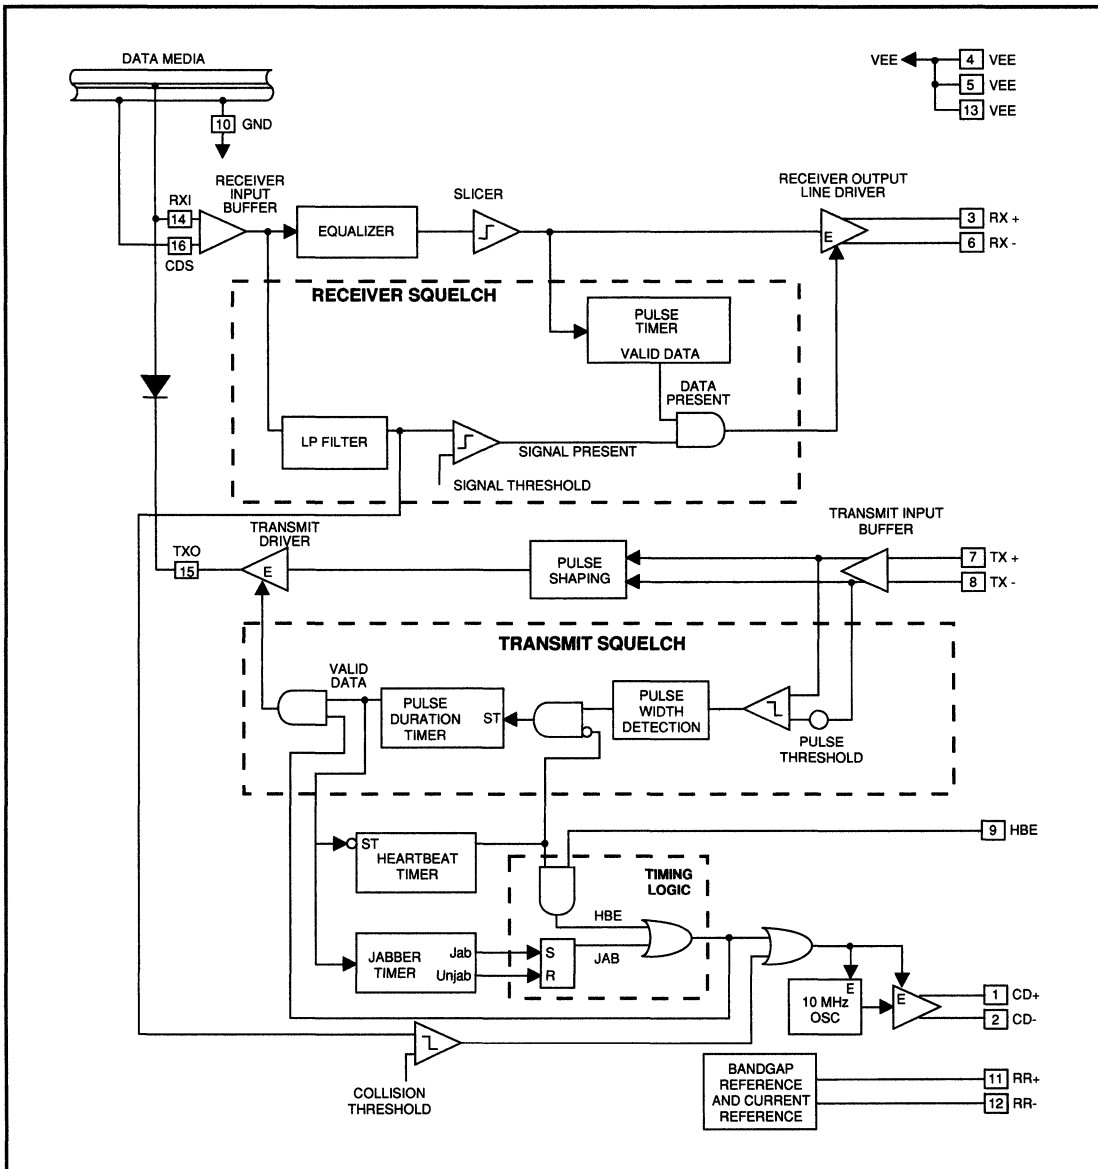 DATA MEDIA
10 GND
VEE
4 VEE
5 VEE
13 VEE
RECEIVER
INPUT
BUFFER
RXI
14
16
CDS
EQUALIZER
SLICER
RECEIVER OUTPUT
LINE DRIVER
E
3 RX +
6 RX -
RECEIVER SQUELCH
PULSE
TIMER
VALID DATA
DATA
PRESENT
LP FILTER
SIGNAL PRESENT
SIGNAL THRESHOLD
TRANSMIT
DRIVER
TXO
15
E
PULSE
SHAPING
TRANSMIT INPUT
BUFFER
7 TX +
8 TX -
TRANSMIT SQUELCH
VALID
DATA
PULSE
DURATION
TIMER
ST
PULSE
WIDTH
DETECTION
PULSE
THRESHOLD
9 HBE
ST
HEARTBEAT
TIMER
TIMING
LOGIC
HBE
JABBER
TIMER
Jab
Unjab
S
R
JAB
E
10 MHz
OSC
E
1 CD+
2 CD-
COLLISION
THRESHOLD
BANDGAP
REFERENCE
AND CURRENT
REFERENCE
11 RR+
12 RR-